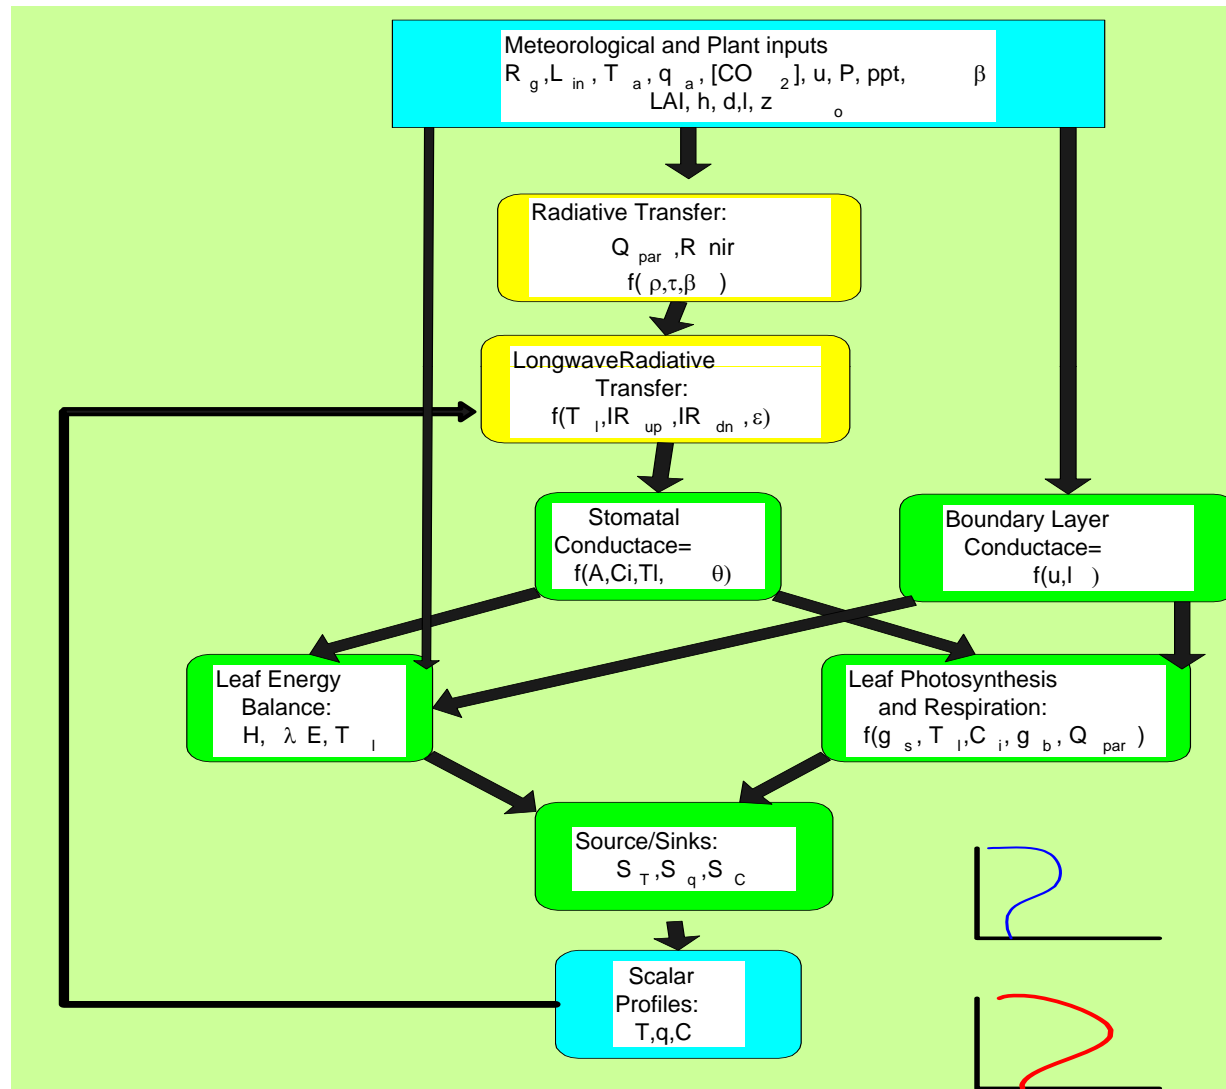 Meteorological and Plant inputs
R g ,L in , T a , q a , [CO 2 ], u, P, ppt, β
LAI, h, d,l, z o
Radiative Transfer:
Q par ,R nir
f( ρ,τ,β )
LongwaveRadiative
Transfer:
f(T l ,IR up ,IR dn , ε)
Stomatal
Conductace=
f(A,Ci,Tl, θ)
Boundary Layer
Conductace=
f(u,l )
Leaf Energy
Balance:
H, λ E, T l
Leaf Photosynthesis
and Respiration:
f(g s , T l ,C i , g b , Q par )
Source/Sinks:
S T ,S q ,S C
Scalar
Profiles:
T,q,C